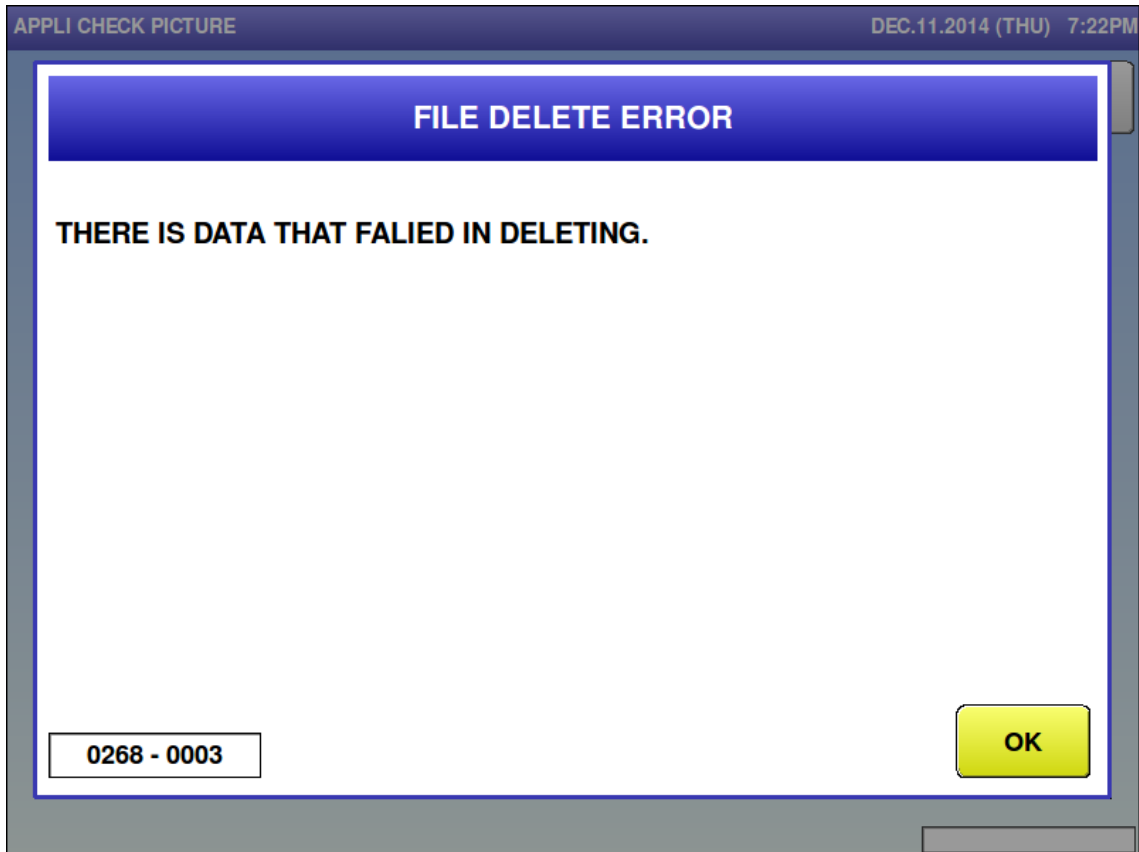 APPLI CHECK PICTURE DEC.11.2014 (THU) 7:22PM
FILE DELETE ERROR
THERE IS DATA THAT FALIED IN DELETING.
0268 - 0003
OK